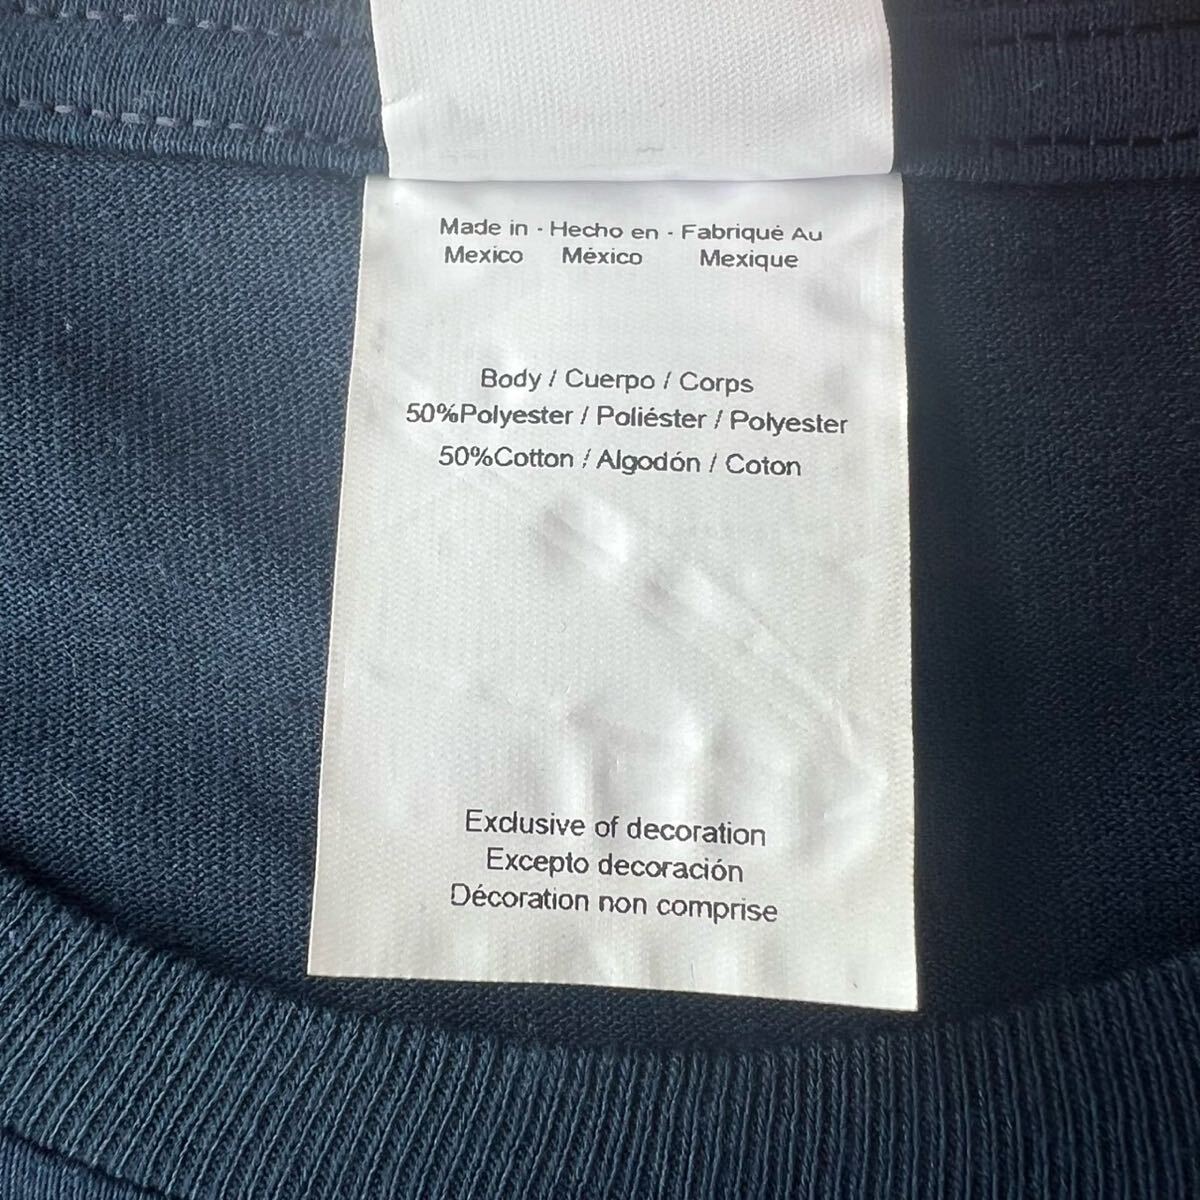 Made in - Hecho en - Fabriqué Au
Mexico México Mexique
Body / Cuerpo / Corps
50%Polyester / Poliéster / Polyester
50%Cotton / Algodón / Coton
Exclusive of decoration
Excepto decoración
Décoration non comprise